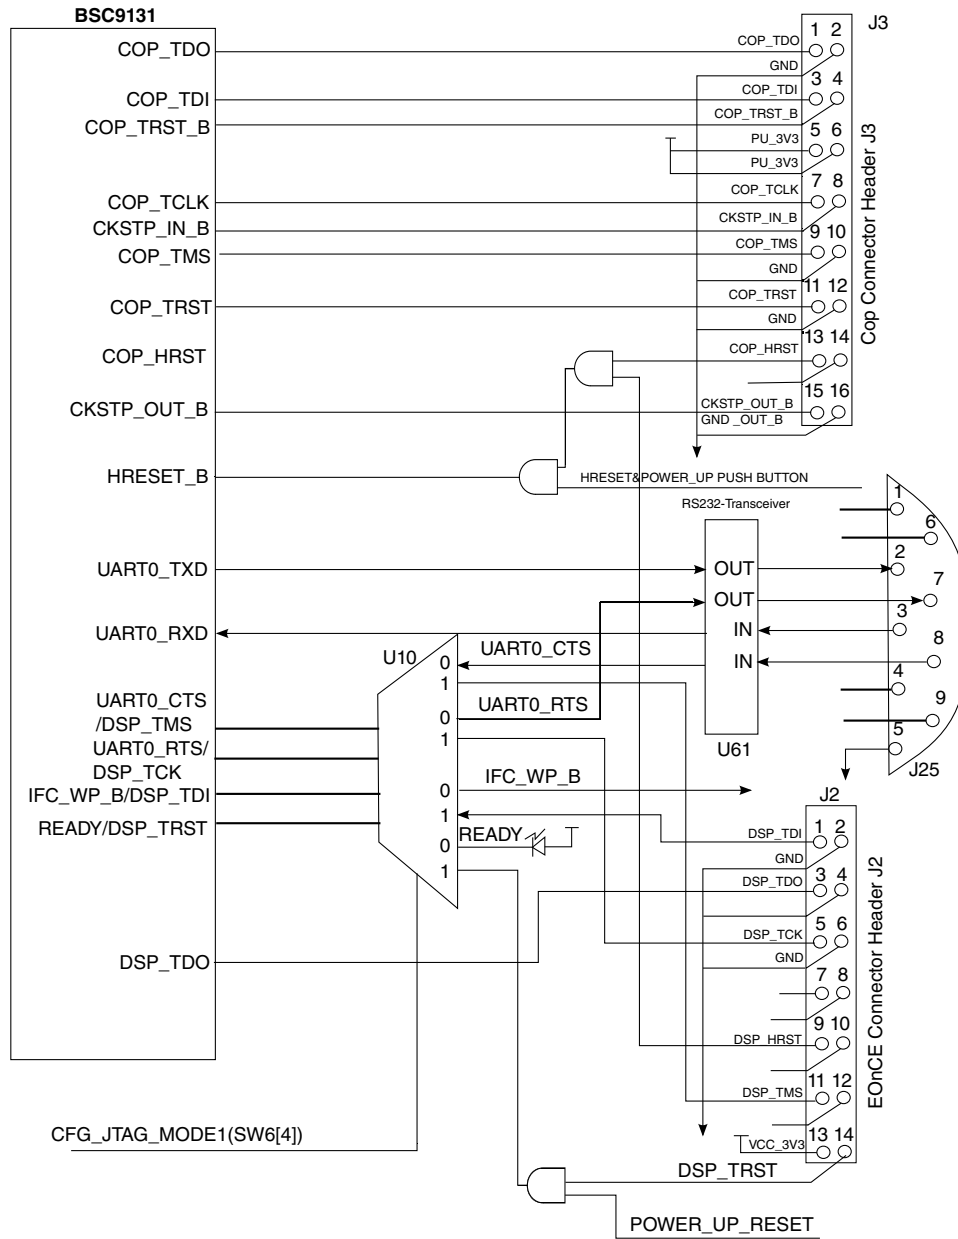 BSC9131
COP_TDO
COP_TDI
COP_TRST_B
COP_TCLK
CKSTP_IN_B
COP_TMS
COP_TRST
COP_HRST
CKSTP_OUT_B
HRESET_B
UART0_TXD
UART0_RXD
UART0_CTS
/DSP_TMS
UART0_RTS/
DSP_TCK
IFC_WP_B/DSP_TDI
READY/DSP_TRST
DSP_TDO
CFG_JTAG_MODE1(SW6[4])
J3
COP_TDO
1 2
GND
COP_TDI
3 4
COP_TRST_B
PU_3V3
5 6
PU_3V3
COP_TCLK
7 8
CKSTP_IN_B
COP_TMS
9 10
GND
COP_TRST
11 12
GND
COP_HRST
13 14
CKSTP_OUT_B
15 16
GND _OUT_B
Cop Connector Header J3
HRESET&POWER_UP PUSH BUTTON
RS232-Transceiver
OUT
OUT
IN
IN
U61
1
6
2
7
3
8
4
9
5
J25
U10
UART0_CTS
0
1
UART0_RTS
0
1
IFC_WP_B
0
1
READY
0
1
J2
DSP_TDI
1 2
GND
DSP_TDO
3 4
DSP_TCK
5 6
GND
7 8
DSP_HRST
9 10
DSP_TMS
11 12
VCC_3V3
13 14
EOnCE Connector Header J2
DSP_TRST
POWER_UP_RESET